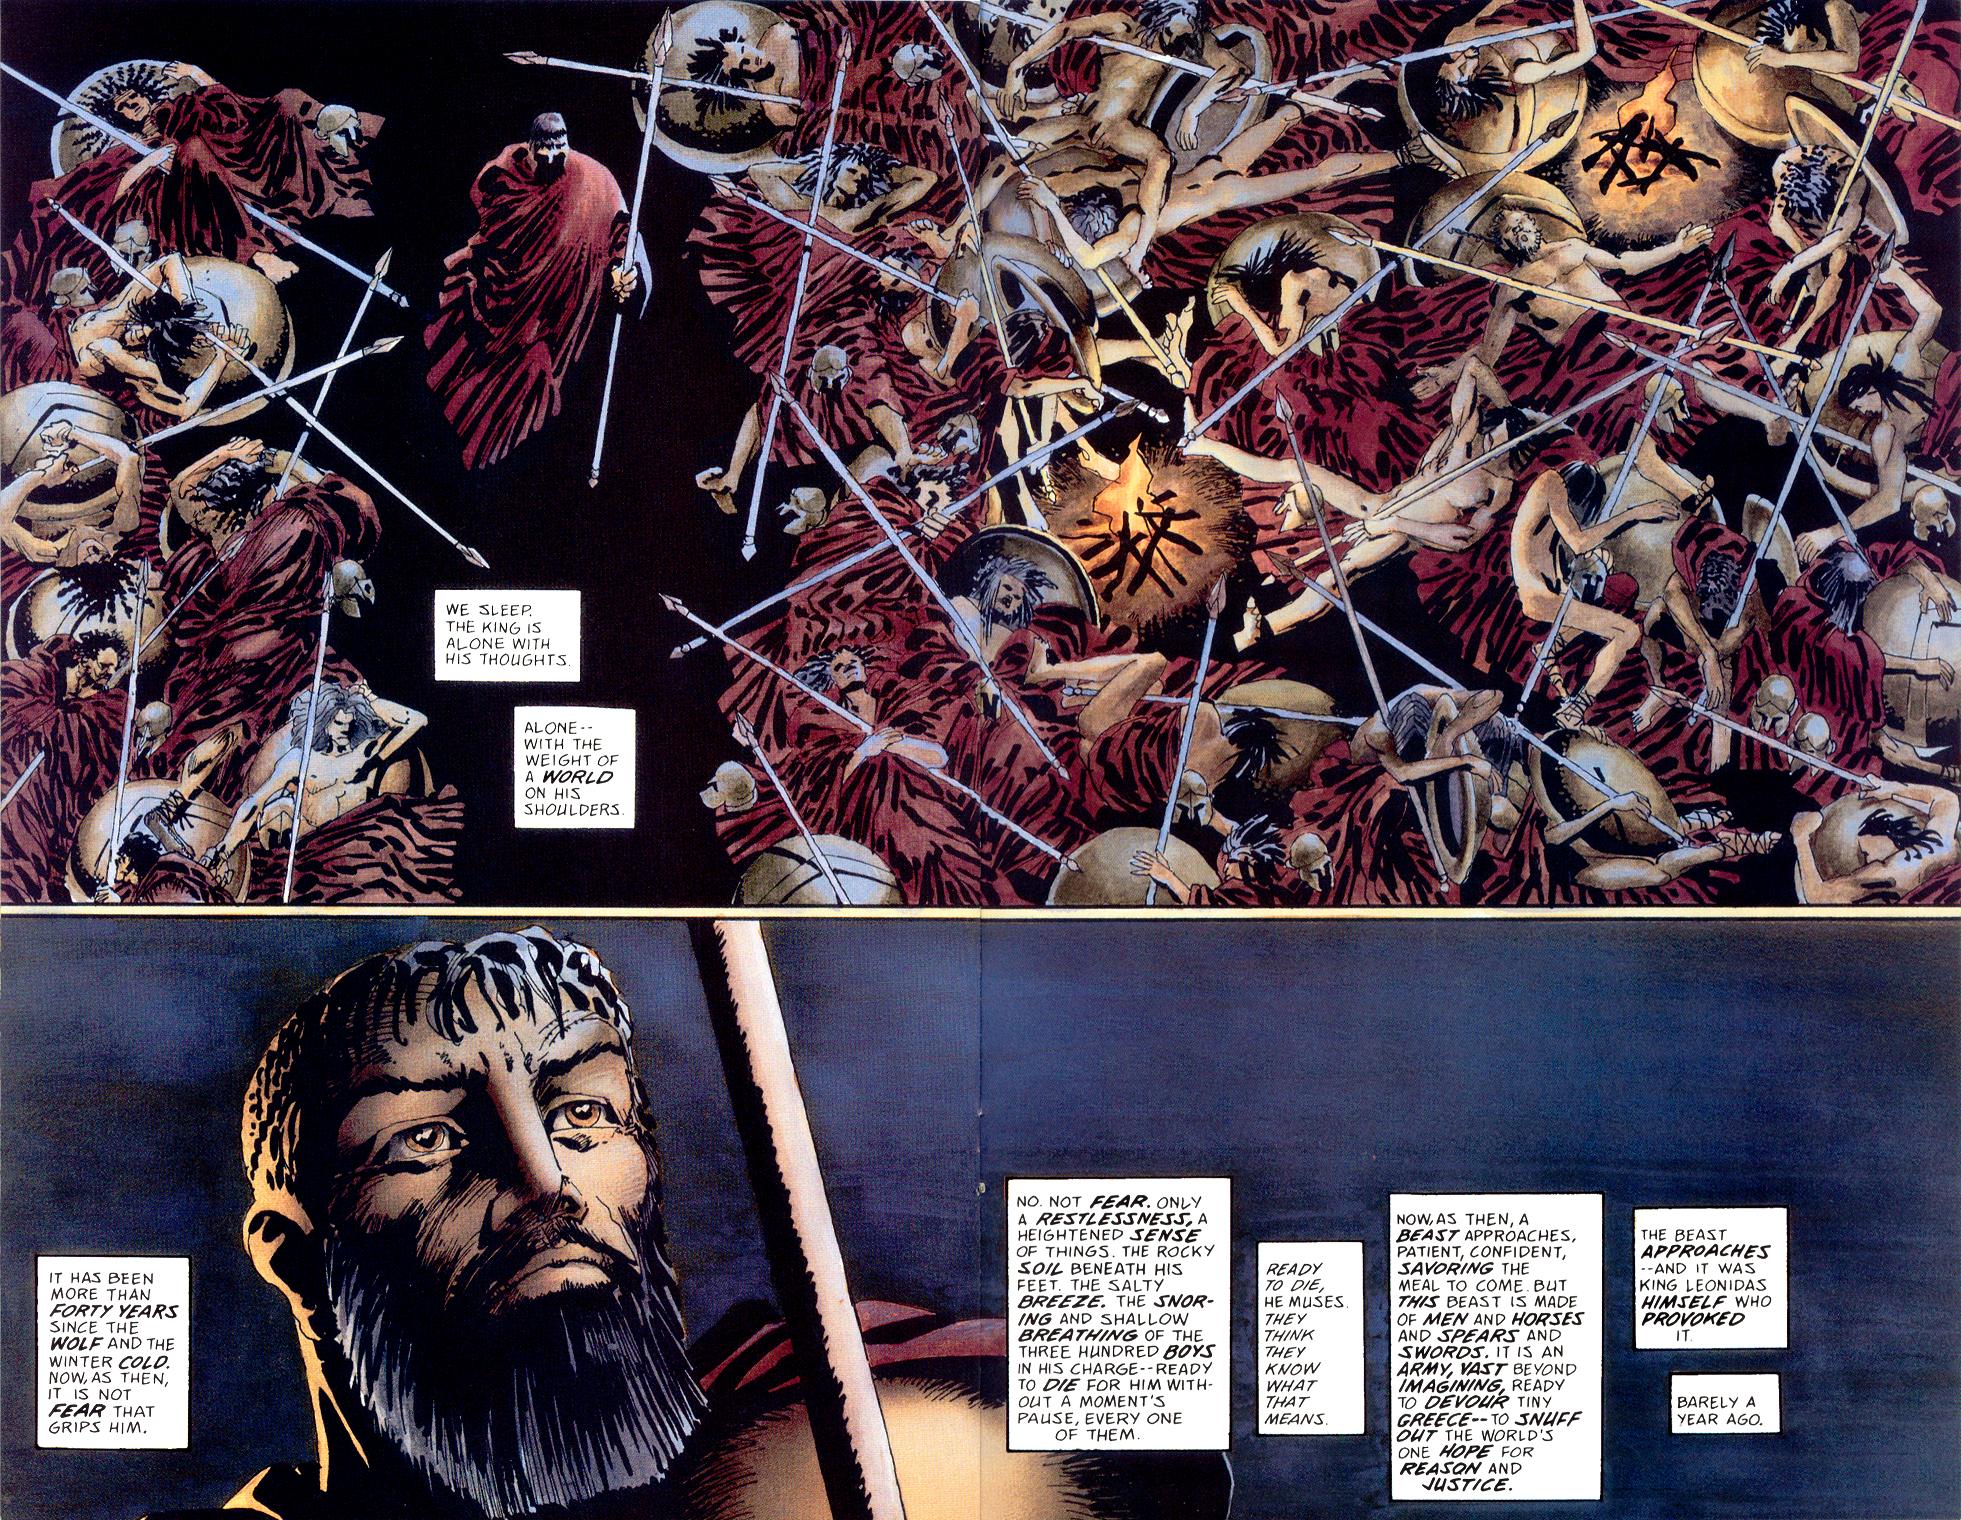 WE SLEEP.
THE KING IS
ALONE WITH
HIS THOUGHTS.
ALONE--
WITH THE
WEIGHT OF
A WORLD
ON HIS
SHOULDERS.
IT HAS BEEN
MORE THAN
FORTY YEARS
SINCE THE
WOLF AND THE
WINTER COLD.
NOW, AS THEN,
IT IS NOT
FEAR THAT
GRIPS HIM.
NO. NOT FEAR. ONLY
A RESTLESSNESS, A
HEIGHTENED SENSE
OF THINGS. THE ROCKY
SOIL BENEATH HIS
FEET. THE SALTY
BREEZE. THE SNOR-
ING AND SHALLOW
BREATHING OF THE
THREE HUNDRED BOYS
IN HIS CHARGE--READY
TO DIE FOR HIM WITH-
OUT A MOMENT'S
PAUSE, EVERY ONE
OF THEM.
READY
TO DIE,
HE MUSES.
THEY
THINK
THEY
KNOW
WHAT
THAT
MEANS.
NOW, AS THEN, A
BEAST APPROACHES,
PATIENT, CONFIDENT,
SAVORING THE
MEAL TO COME. BUT
THIS BEAST IS MADE
OF MEN AND HORSES
AND SPEARS AND
SWORDS. IT IS AN
ARMY, VAST BEYOND
IMAGINING, READY
TO DEVOUR TINY
GREECE--TO SNUFF
OUT THE WORLD'S
ONE HOPE FOR
REASON AND
JUSTICE.
THE BEAST
APPROACHES
--AND IT WAS
KING LEONIDAS
HIMSELF WHO
PROVOKED
IT.
BARELY A
YEAR AGO.